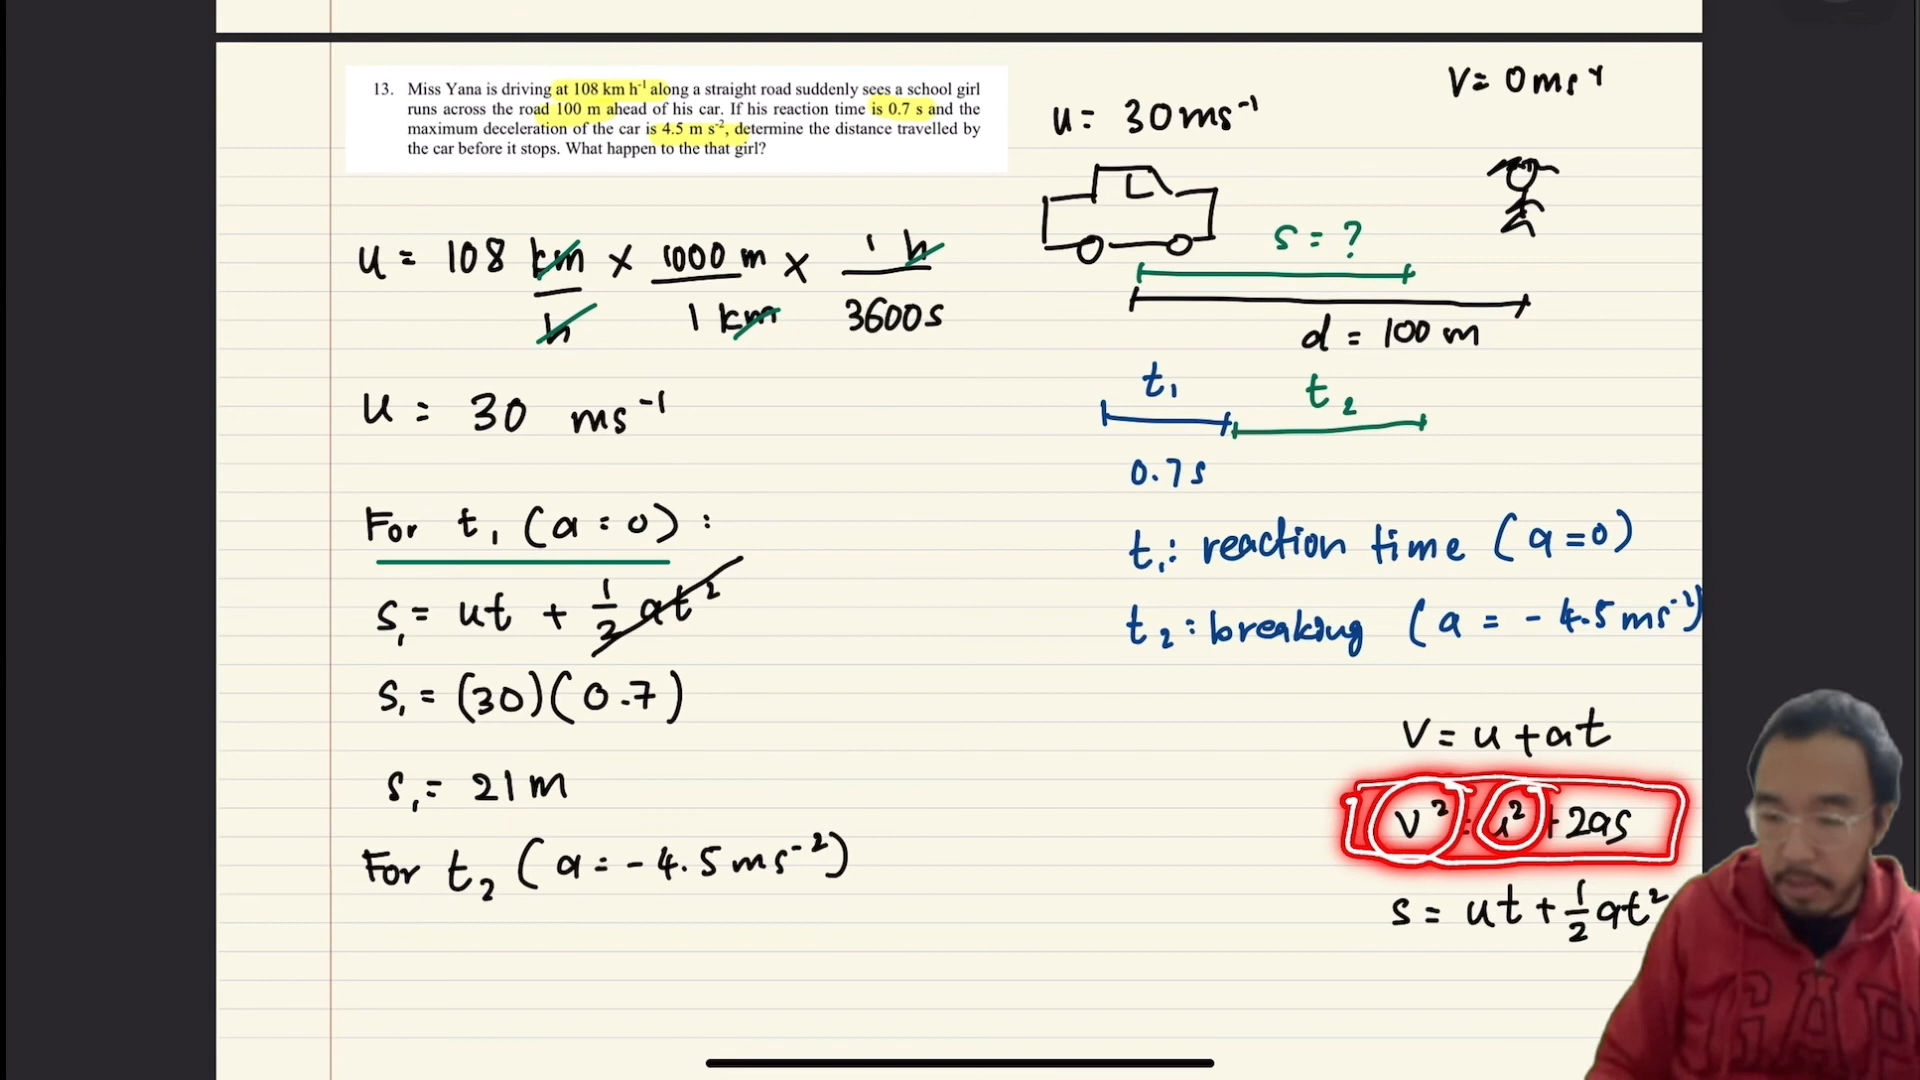 13. Miss Yana is driving at 108 km h⁻¹ along a straight road suddenly sees a school girl
runs across the road 100 m ahead of his car. If his reaction time is 0.7 s and the
maximum deceleration of the car is 4.5 m s⁻², determine the distance travelled by
the car before it stops. What happen to the that girl?
u = 108 km/h × 1000 m/1 km × 1 h/3600 s
u = 30 ms⁻¹
For t₁ (a = 0) :
s₁ = ut + 1/2 at²
s₁ = (30)(0.7)
s₁ = 21 m
For t₂ (a = -4.5 ms⁻²)
u = 30 ms⁻¹
v = 0 ms⁻¹
s = ?
d = 100 m
t₁ t₂
0.7 s
t₁: reaction time (a = 0)
t₂: breaking (a = - 4.5 ms⁻²)
v = u + at
v² = u² + 2as
s = ut + 1/2 at²
GAP